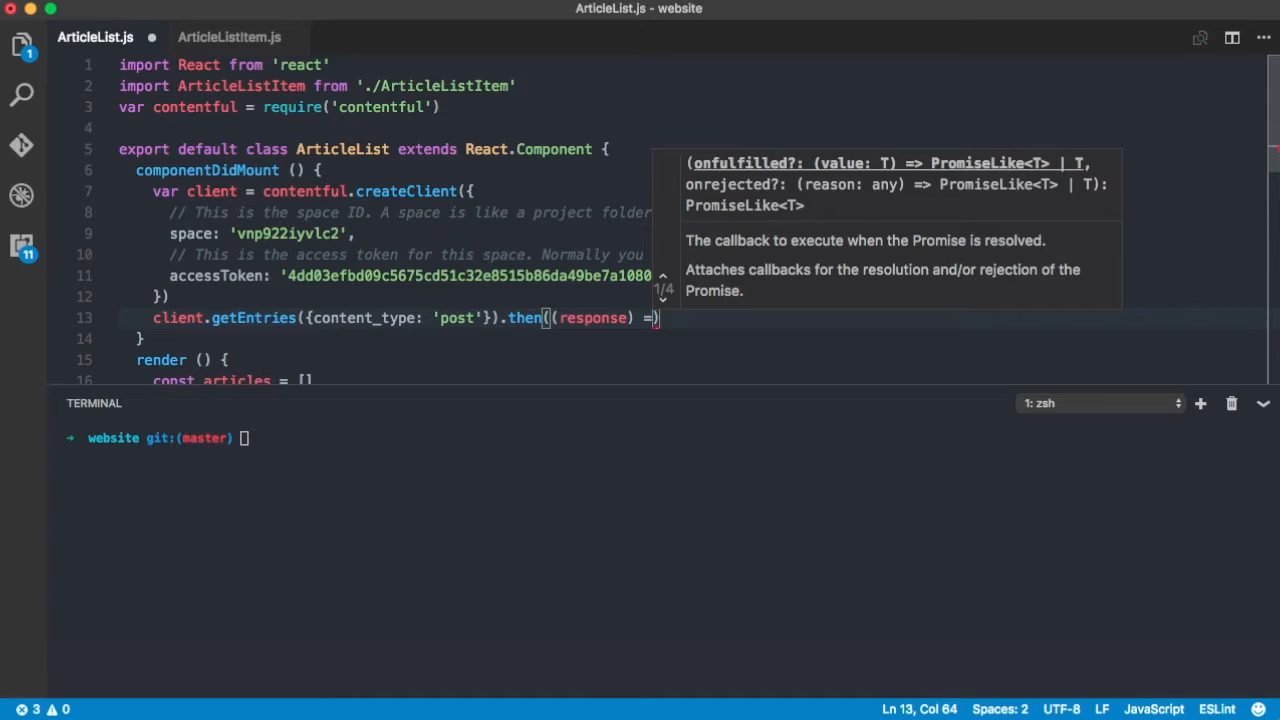 ArticleList.js - website
ArticleList.js
ArticleListItem.js
1 import React from 'react'
2 import ArticleListItem from './ArticleListItem'
3 var contentful = require('contentful')
4
5 export default class ArticleList extends React.Component {
6 componentDidMount () {
7 var client = contentful.createClient({
8 // This is the space ID. A space is like a project folder
9 space: 'vnp922iyvlc2',
10 // This is the access token for this space. Normally you
11 accessToken: '4dd03efbd09c5675cd51c32e8515b86da49be7a1080
12 })
13 client.getEntries({content_type: 'post'}).then((response) =)
14 }
15 render () {
16 const articles = []
(onfulfilled?: (value: T) => PromiseLike<T> | T,
onrejected?: (reason: any) => PromiseLike<T> | T):
PromiseLike<T>
The callback to execute when the Promise is resolved.
Attaches callbacks for the resolution and/or rejection of the
Promise.
1/4
1
11
TERMINAL
1: zsh
➜ website git:(master)
3 0
Ln 13, Col 64 Spaces: 2 UTF-8 LF JavaScript ESLint